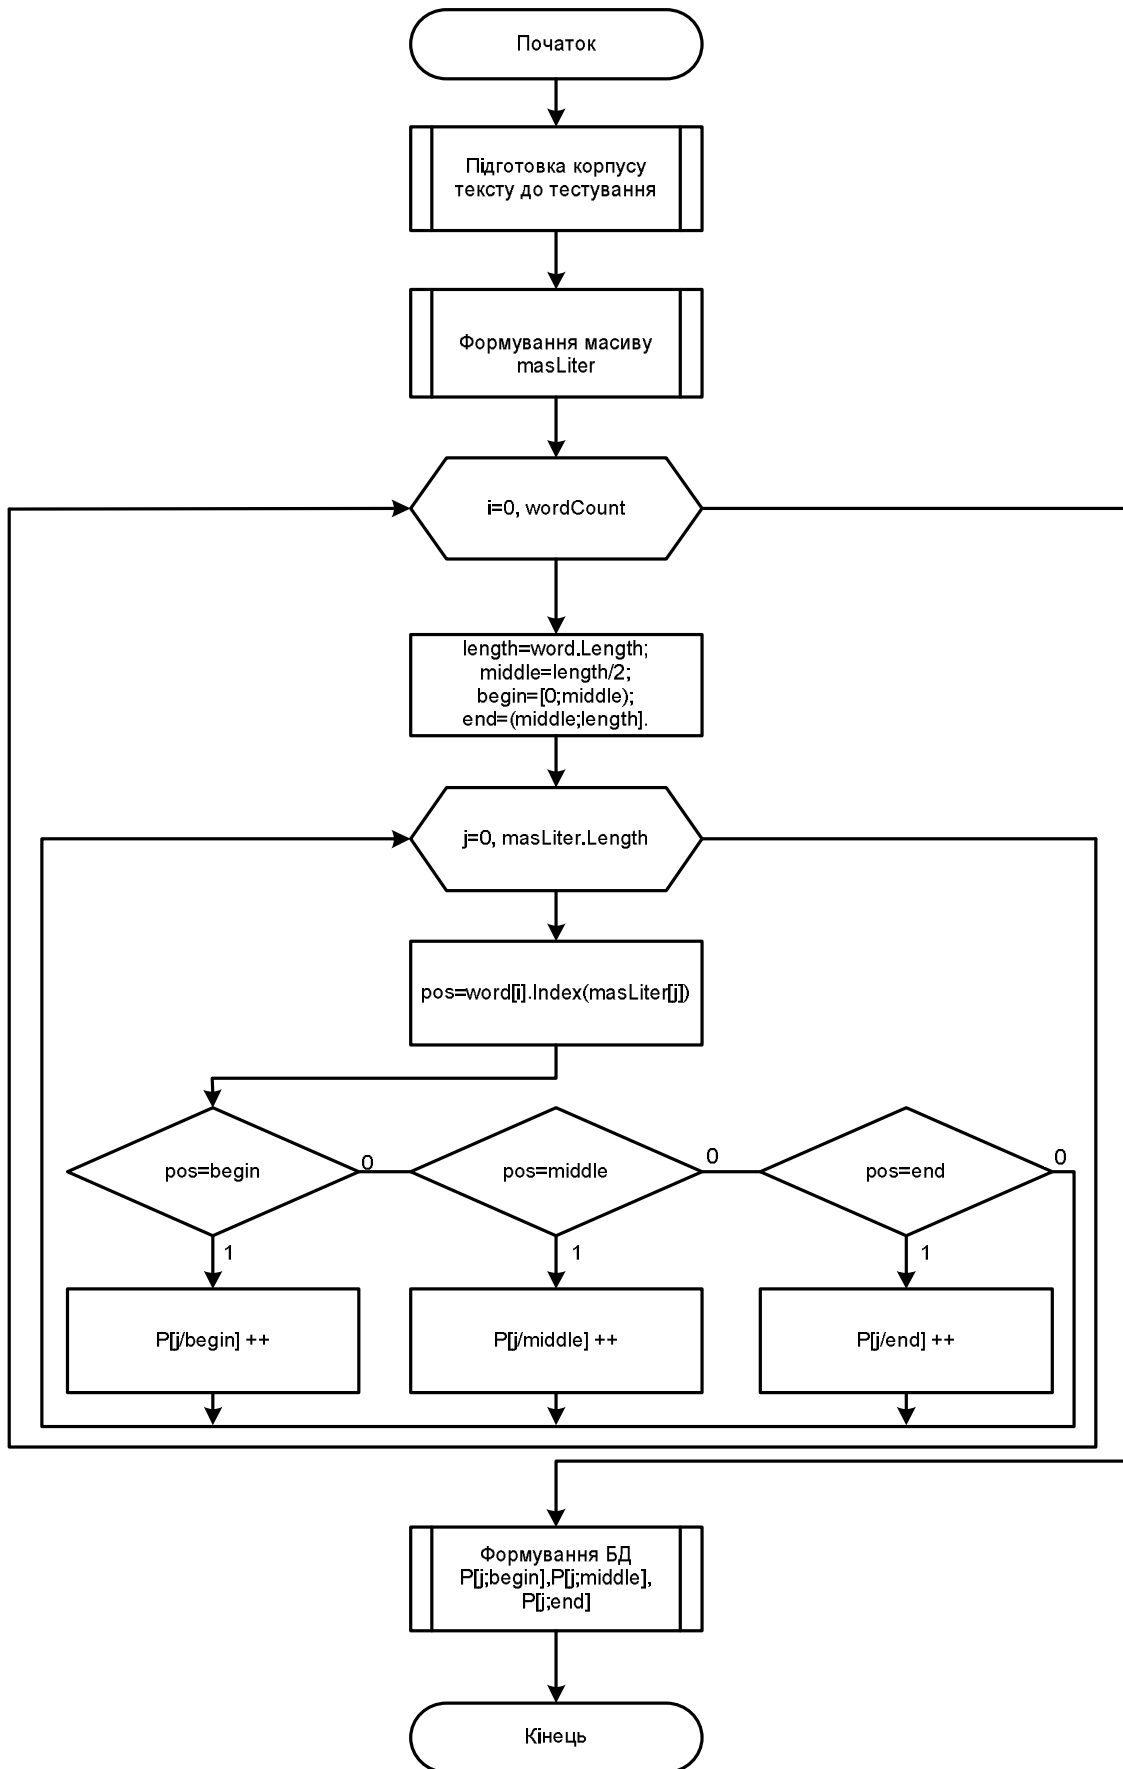 Початок
Підготовка корпусу
тексту до тестування
Формування масиву
masLiter
i=0, wordCount
length=word.Length;
middle=length/2;
begin=[0;middle);
end=(middle;length].
j=0, masLiter.Length
pos=word[i].Index(masLiter[j])
pos=begin
0
pos=middle
0
pos=end
0
1
1
1
P[j/begin] ++
P[j/middle] ++
P[j/end] ++
Формування БД
P[j;begin],P[j;middle],
P[j;end]
Кінець